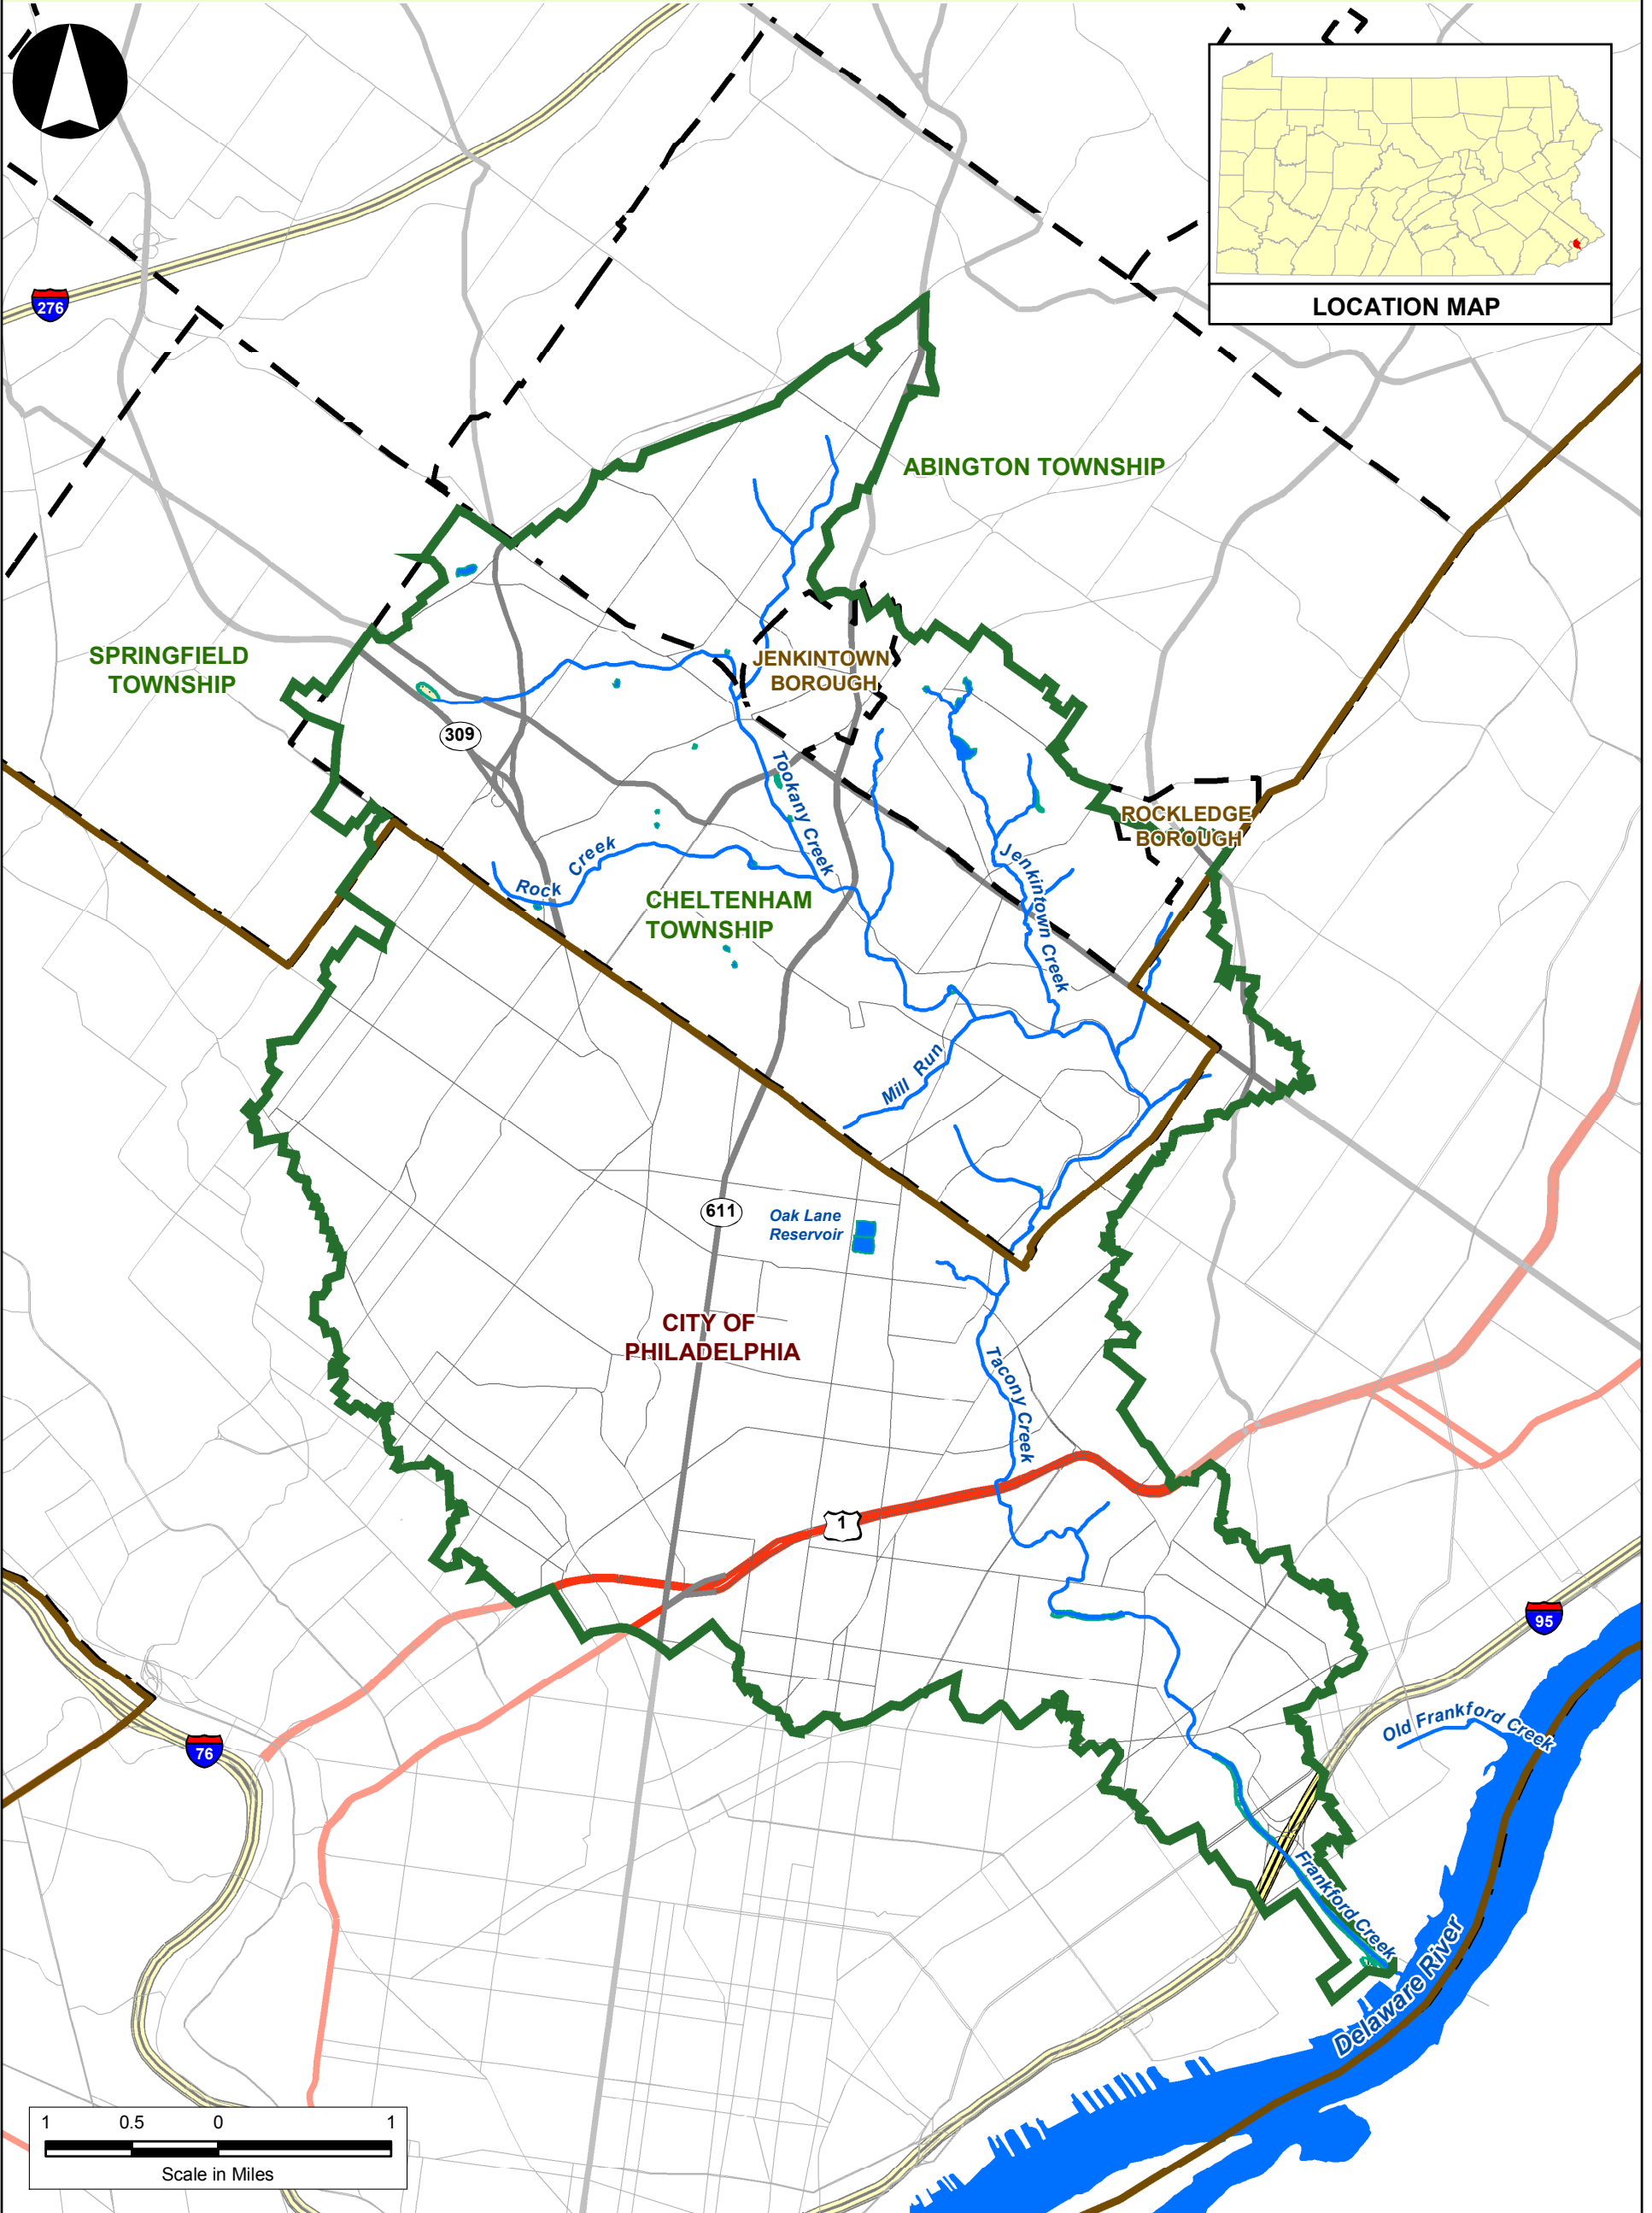 LOCATION MAP
276
ABINGTON TOWNSHIP
SPRINGFIELD
TOWNSHIP
JENKINTOWN
BOROUGH
309
Tookany Creek
ROCKLEDGE
BOROUGH
Rock Creek
Jenkintown Creek
CHELTENHAM
TOWNSHIP
Mill Run
611
Oak Lane
Reservoir
CITY OF
PHILADELPHIA
Tacony Creek
1
95
Old Frankford Creek
76
Frankford Creek
Delaware River
1 0.5 0 1
Scale in Miles